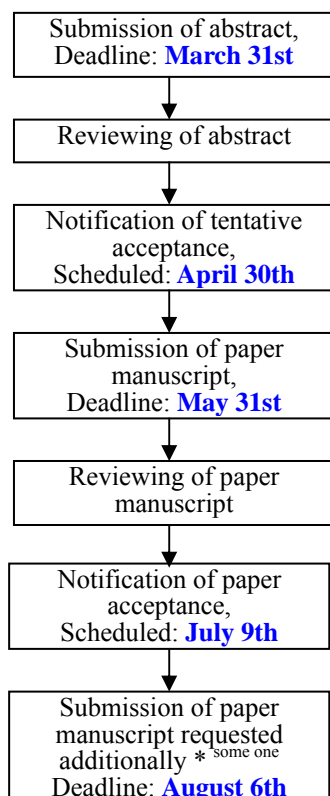 Submission of abstract,
Deadline: March 31st
Reviewing of abstract
Notification of tentative
acceptance,
Scheduled: April 30th
Submission of paper
manuscript,
Deadline: May 31st
Reviewing of paper
manuscript
Notification of paper
acceptance,
Scheduled: July 9th
Submission of paper
manuscript requested
additionally * some one
Deadline: August 6th